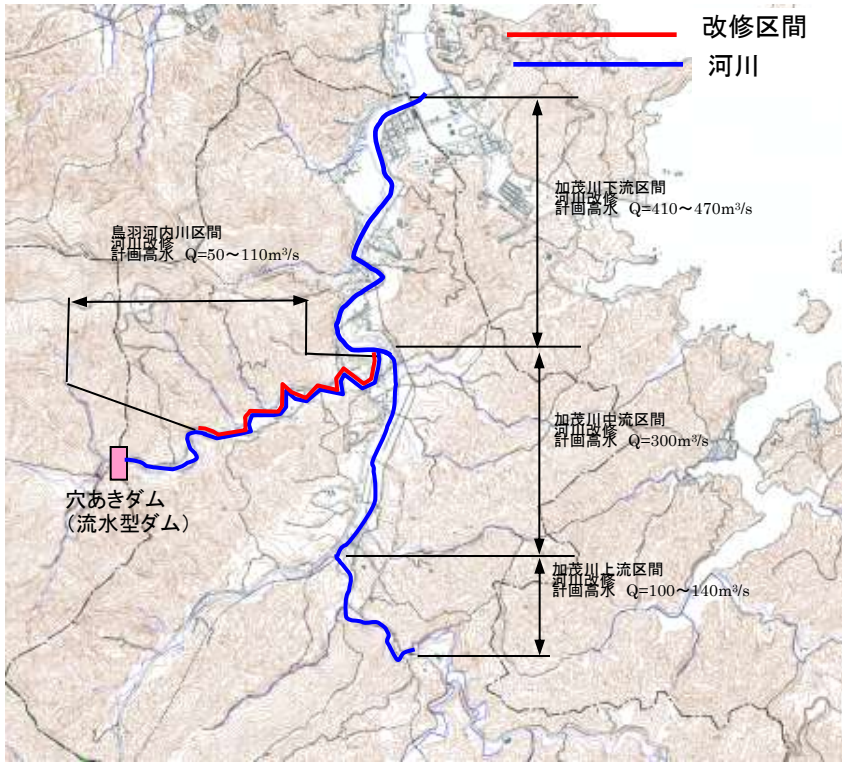 改修区間
河川
加茂川下流区間
河川改修
計画高水 Q=410～470m³/s
鳥羽河内川区間
河川改修
計画高水 Q=50～110m³/s
加茂川中流区間
河川改修
計画高水 Q=300m³/s
穴あきダム
（流水型ダム）
加茂川上流区間
河川改修
計画高水 Q=100～140m³/s